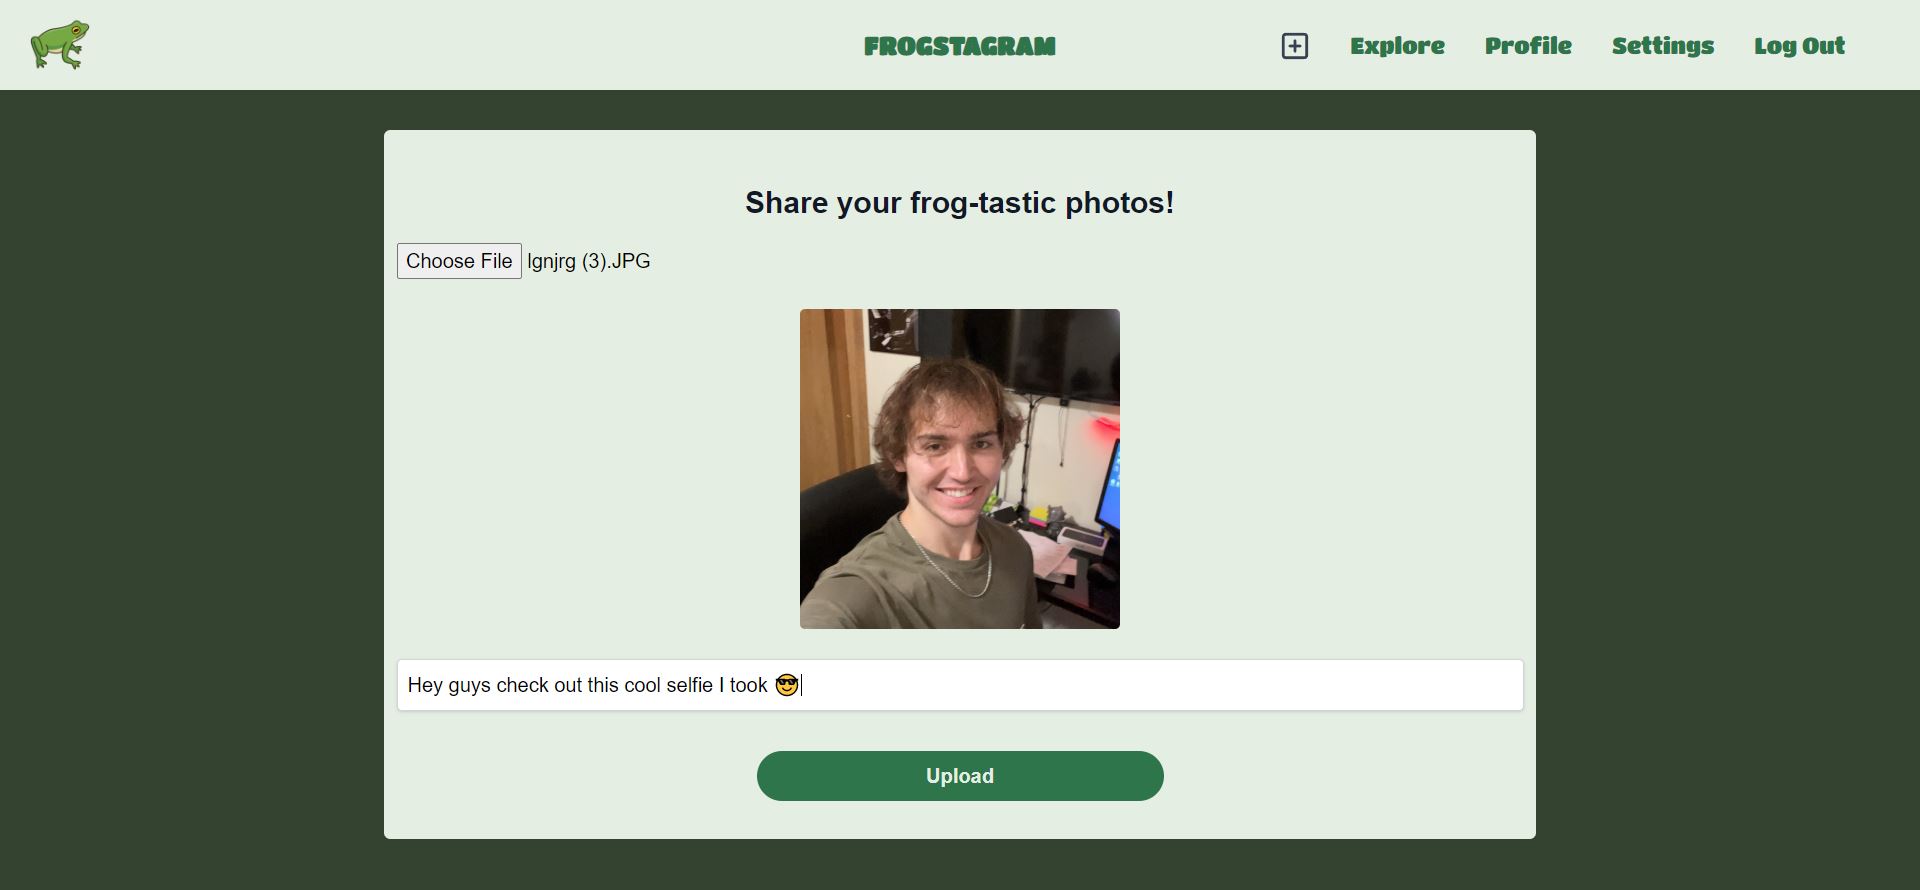 FROGSTAGRAM
Explore Profile Settings Log Out
Share your frog-tastic photos!
Choose File lgnjrg (3).JPG
Hey guys check out this cool selfie I took 😎
Upload